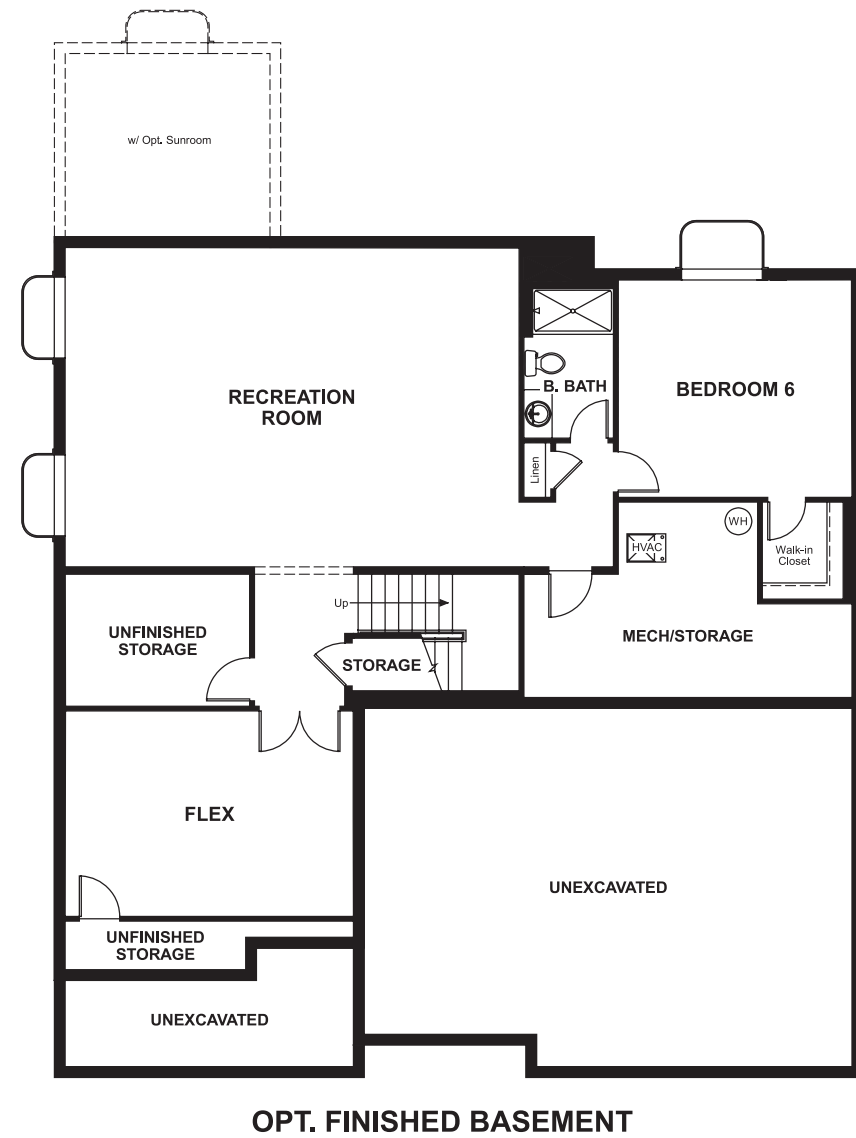 w/ Opt. Sunroom
RECREATION
ROOM
B. BATH
BEDROOM 6
Linen
WH
HVAC
Walk-in
Closet
Up
UNFINISHED
STORAGE
MECH/STORAGE
STORAGE
FLEX
UNEXCAVATED
UNFINISHED
STORAGE
UNEXCAVATED
OPT. FINISHED BASEMENT